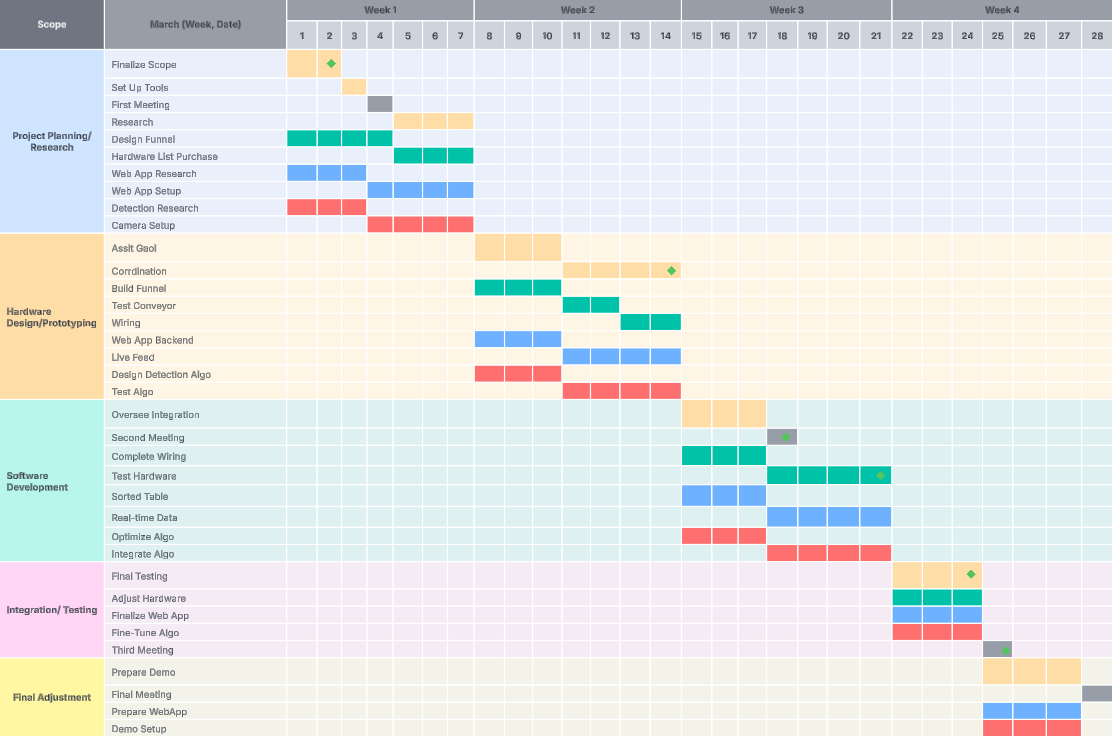 Scope
March (Week, Date)
Week 1
Week 2
Week 3
Week 4
1 2 3 4 5 6 7 8 9 10 11 12 13 14 15 16 17 18 19 20 21 22 23 24 25 26 27 28
Project Planning/
Research
Finalize Scope
Set Up Tools
First Meeting
Research
Design Funnel
Hardware List Purchase
Web App Research
Web App Setup
Detection Research
Camera Setup
Hardware
Design/Prototyping
Assit Gaol
Corrdination
Build Funnel
Test Conveyor
Wiring
Web App Backend
Live Feed
Design Detection Algo
Test Algo
Software
Development
Oversee Integration
Second Meeting
Complete Wiring
Test Hardware
Sorted Table
Real-time Data
Optimize Algo
Integrate Algo
Integration/ Testing
Final Testing
Adjust Hardware
Finalize Web App
Fine-Tune Algo
Third Meeting
Final Adjustment
Prepare Demo
Final Meeting
Prepare WebApp
Demo Setup